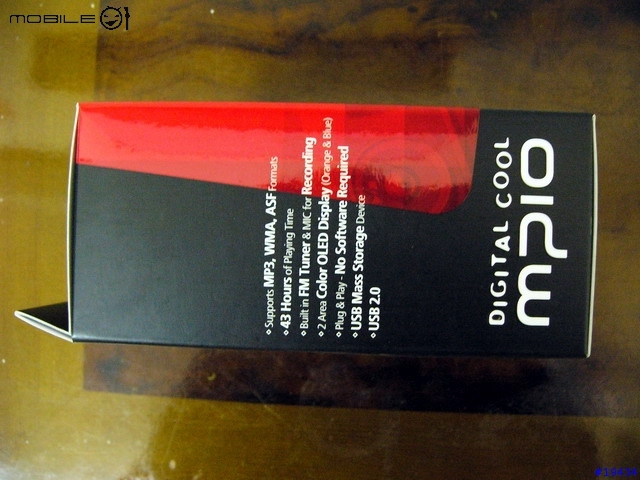 MOBILE
DIGITAL COOL
mpio
Supports MP3, WMA, ASF Formats
43 Hours of Playing Time
Built in FM Tuner & MIC for Recording
2 Area Color OLED Display (Orange & Blue)
Plug & Play - No Software Required
USB Mass Storage Device
USB 2.0